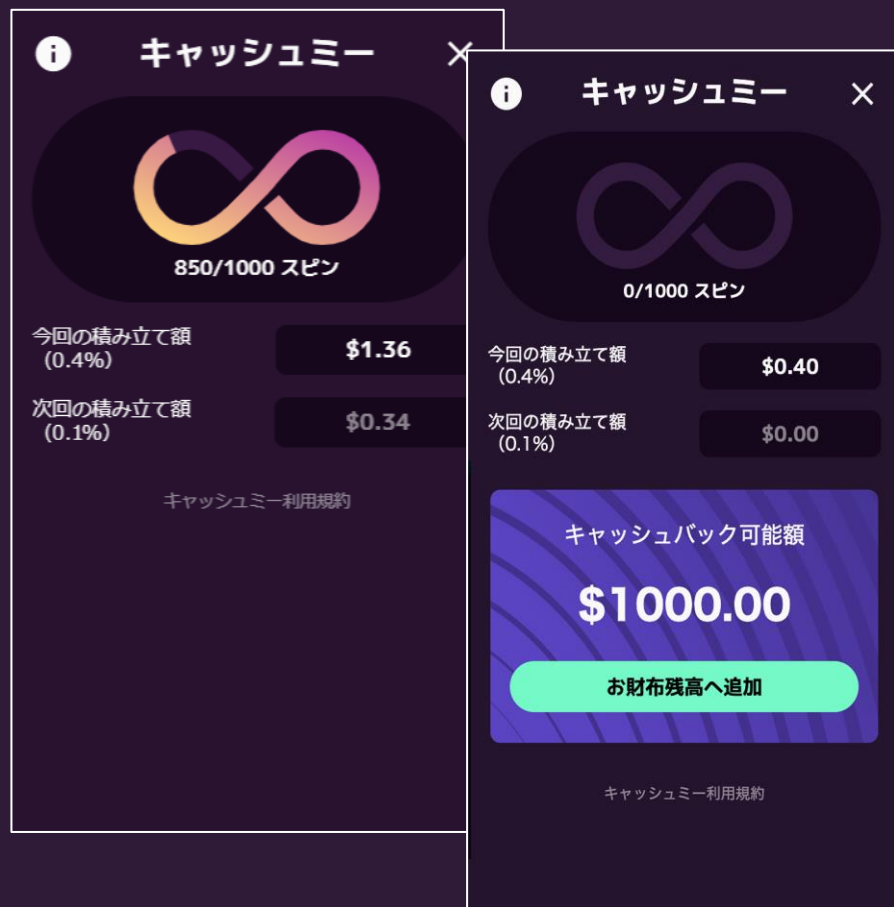 キャッシュミー
850/1000 スピン
今回の積み立て額
（0.4%）
$1.36
次回の積み立て額
（0.1%）
$0.34
キャッシュミー利用規約
キャッシュミー
0/1000 スピン
今回の積み立て額
（0.4%）
$0.40
次回の積み立て額
（0.1%）
$0.00
キャッシュバック可能額
$1000.00
お財布残高へ追加
キャッシュミー利用規約